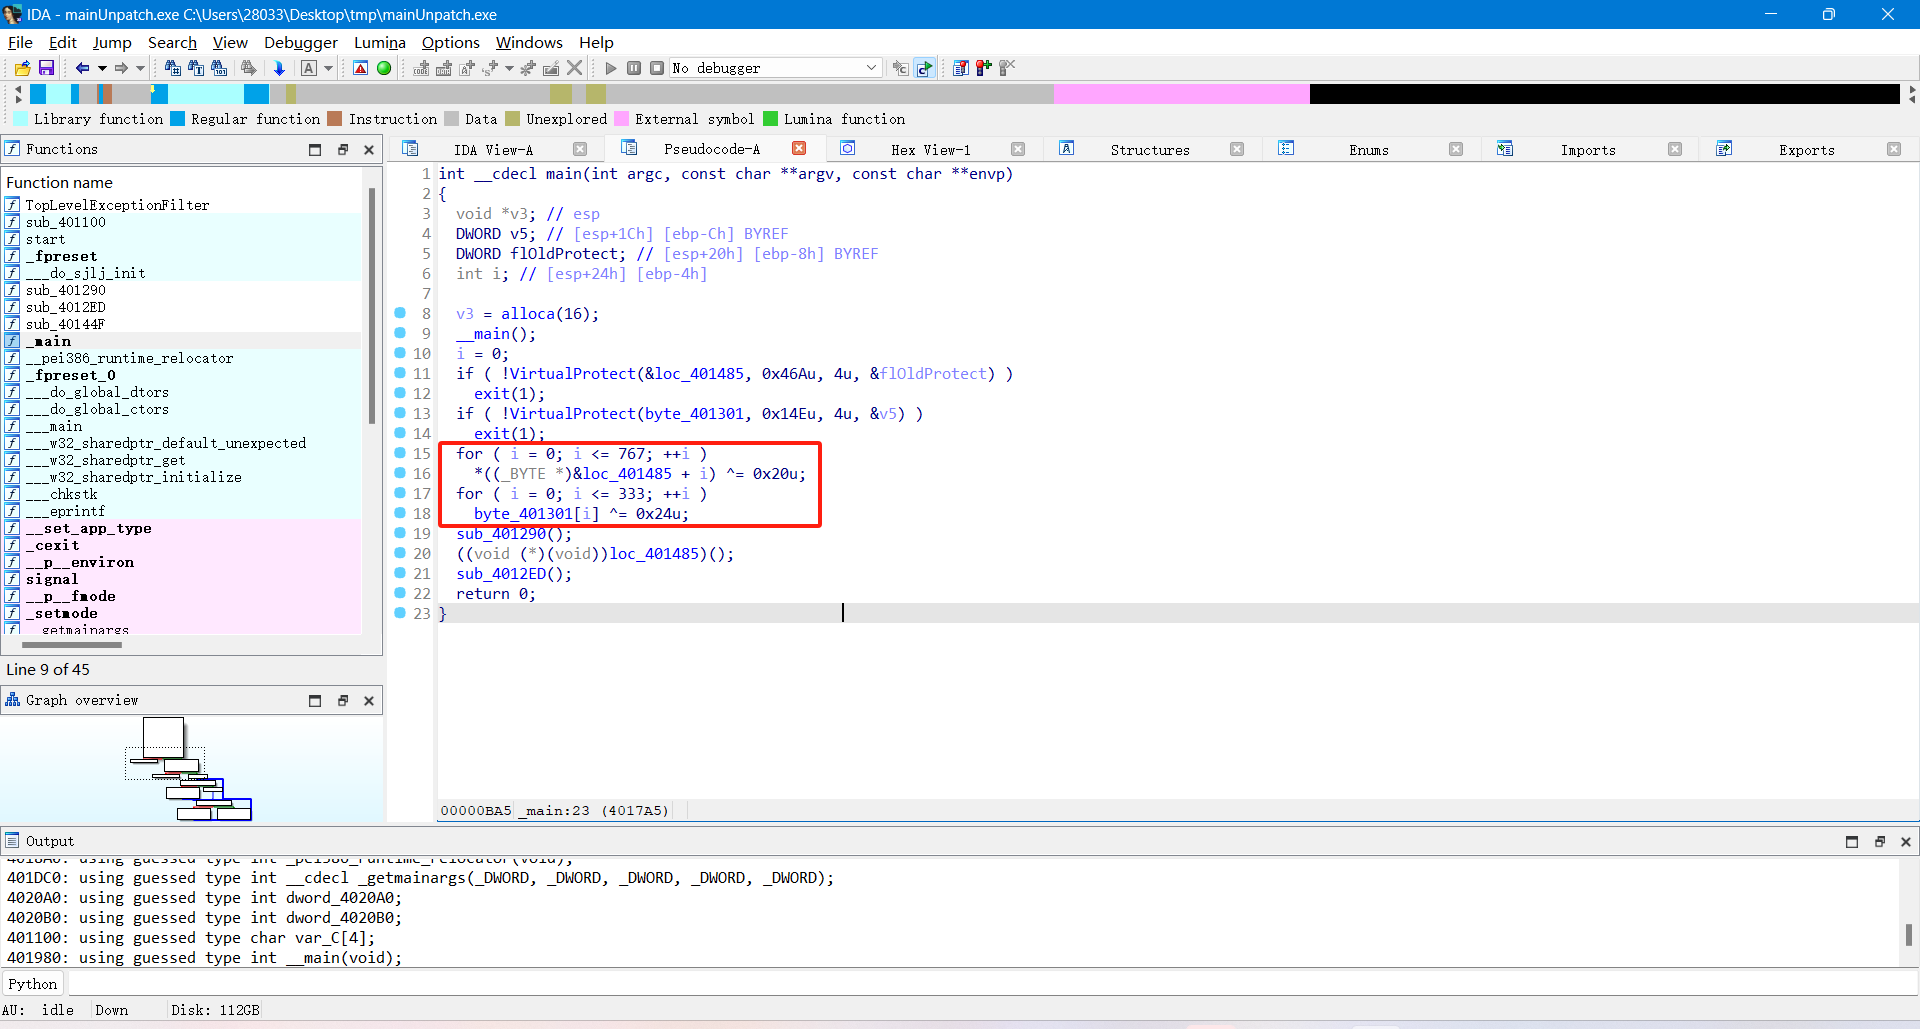 IDA - mainUnpatch.exe C:\Users\28033\Desktop\tmp\mainUnpatch.exe
File Edit Jump Search View Debugger Lumina Options Windows Help
No debugger
Library function Regular function Instruction Data Unexplored External symbol Lumina function
Functions
Function name
TopLevelExceptionFilter
sub_401100
start
_fpreset
___do_sjlj_init
sub_401290
sub_4012ED
sub_40144F
_main
__pei386_runtime_relocator
_fpreset_0
___do_global_dtors
___do_global_ctors
___main
___w32_sharedptr_default_unexpected
___w32_sharedptr_get
___w32_sharedptr_initialize
___chkstk
___eprintf
__set_app_type
_cexit
__p__environ
signal
__p__fmode
_setmode
__getmainargs
Line 9 of 45
Graph overview
IDA View-A Pseudocode-A Hex View-1 Structures Enums Imports Exports
1 int __cdecl main(int argc, const char **argv, const char **envp)
2 {
3 void *v3; // esp
4 DWORD v5; // [esp+1Ch] [ebp-Ch] BYREF
5 DWORD flOldProtect; // [esp+20h] [ebp-8h] BYREF
6 int i; // [esp+24h] [ebp-4h]
7
8 v3 = alloca(16);
9 __main();
10 i = 0;
11 if ( !VirtualProtect(&loc_401485, 0x46Au, 4u, &flOldProtect) )
12 exit(1);
13 if ( !VirtualProtect(byte_401301, 0x14Eu, 4u, &v5) )
14 exit(1);
15 for ( i = 0; i <= 767; ++i )
16 *((_BYTE *)&loc_401485 + i) ^= 0x20u;
17 for ( i = 0; i <= 333; ++i )
18 byte_401301[i] ^= 0x24u;
19 sub_401290();
20 ((void (*)(void))loc_401485)();
21 sub_4012ED();
22 return 0;
23 }
00000BA5 _main:23 (4017A5)
Output
4018A0: using guessed type int _pei386_runtime_relocator(void);
401DC0: using guessed type int __cdecl _getmainargs(_DWORD, _DWORD, _DWORD, _DWORD, _DWORD);
4020A0: using guessed type int dword_4020A0;
4020B0: using guessed type int dword_4020B0;
401100: using guessed type char var_C[4];
401980: using guessed type int __main(void);
Python
AU: idle Down Disk: 112GB